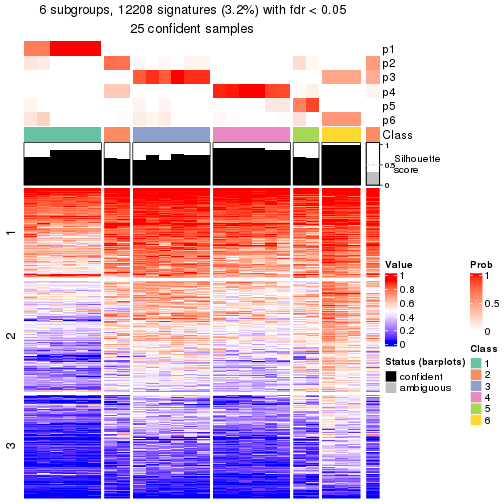 6 subgroups, 12208 signatures (3.2%) with fdr < 0.05
25 confident samples
p1
p2
p3
p4
p5
p6
Class
1
0.5
0
Silhouette
score
1
2
3
Value
1
0.8
0.6
0.4
0.2
0
Prob
1
0.5
0
Status (barplots)
confident
ambiguous
Class
1
2
3
4
5
6